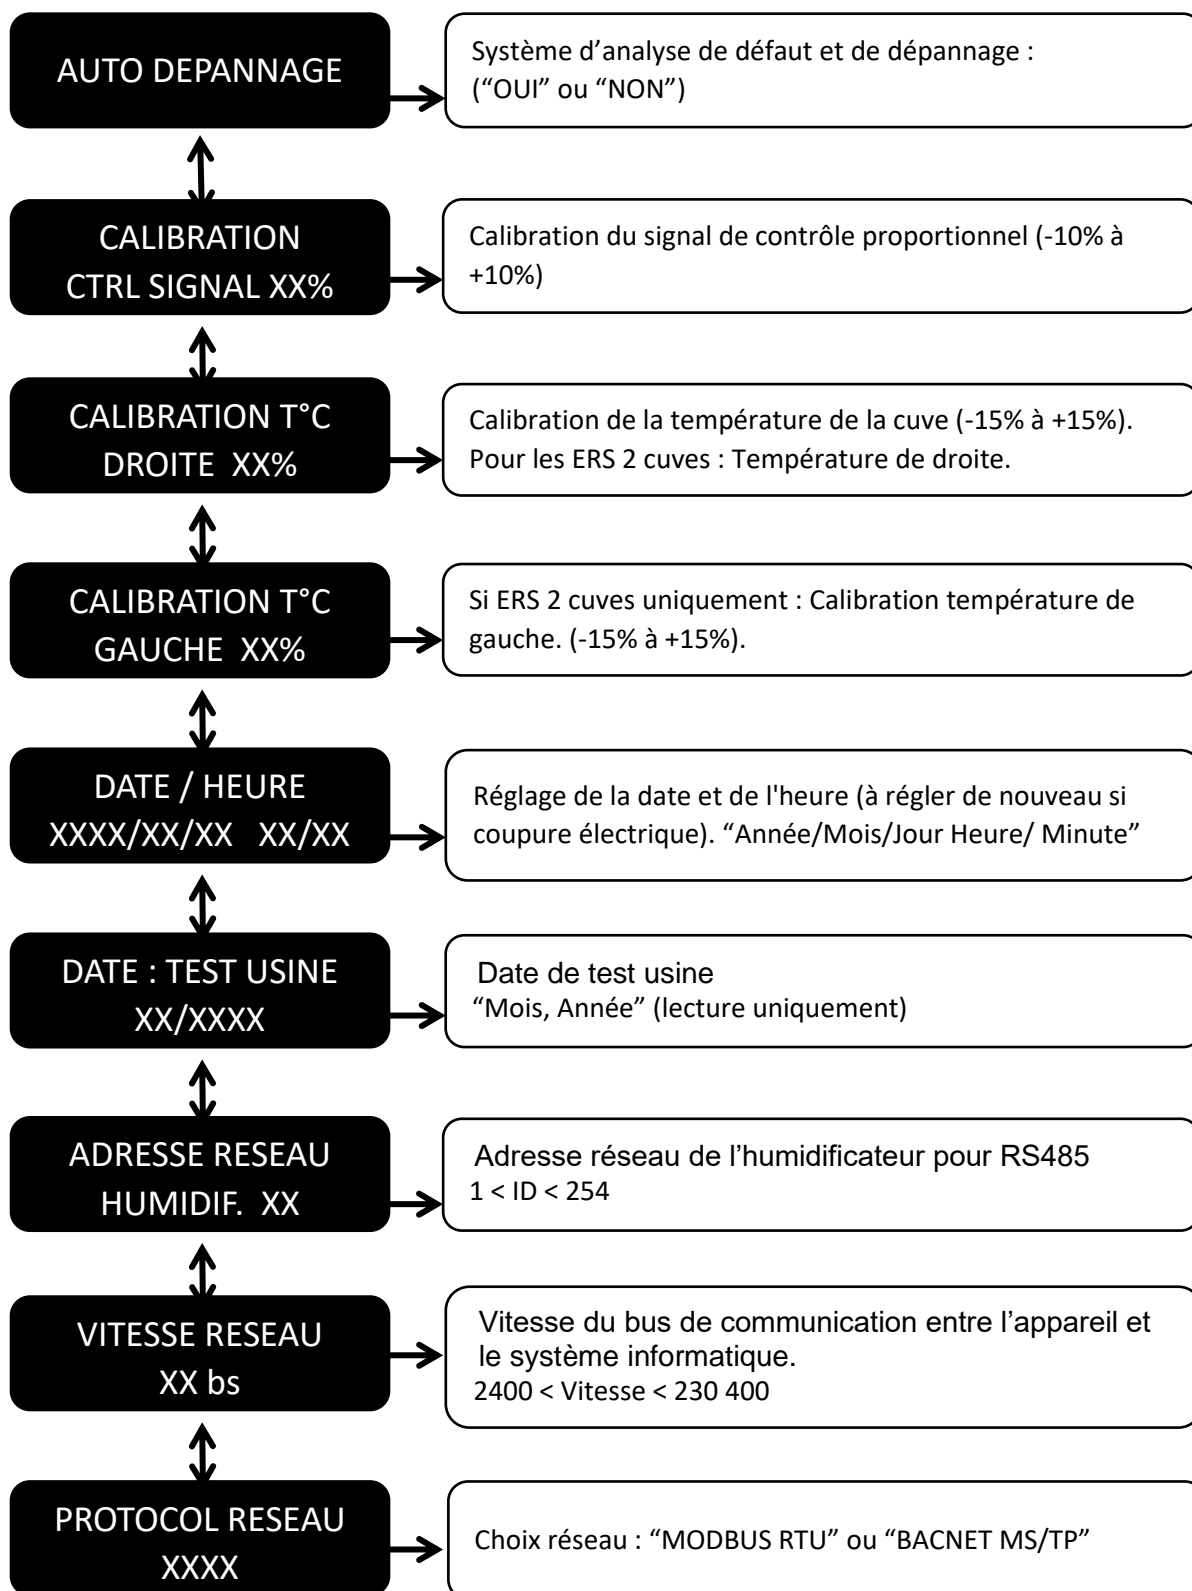 AUTO DEPANNAGE
Système d’analyse de défaut et de dépannage :
(“OUI” ou “NON”)
CALIBRATION
CTRL SIGNAL XX%
Calibration du signal de contrôle proportionnel (-10% à
+10%)
CALIBRATION T°C
DROITE XX%
Calibration de la température de la cuve (-15% à +15%).
Pour les ERS 2 cuves : Température de droite.
CALIBRATION T°C
GAUCHE XX%
Si ERS 2 cuves uniquement : Calibration température de
gauche. (-15% à +15%).
DATE / HEURE
XXXX/XX/XX XX/XX
Réglage de la date et de l'heure (à régler de nouveau si
coupure électrique). “Année/Mois/Jour Heure/ Minute”
DATE : TEST USINE
XX/XXXX
Date de test usine
“Mois, Année” (lecture uniquement)
ADRESSE RESEAU
HUMIDIF. XX
Adresse réseau de l’humidificateur pour RS485
1 < ID < 254
VITESSE RESEAU
XX bs
Vitesse du bus de communication entre l’appareil et
le système informatique.
2400 < Vitesse < 230 400
PROTOCOL RESEAU
XXXX
Choix réseau : “MODBUS RTU” ou “BACNET MS/TP”